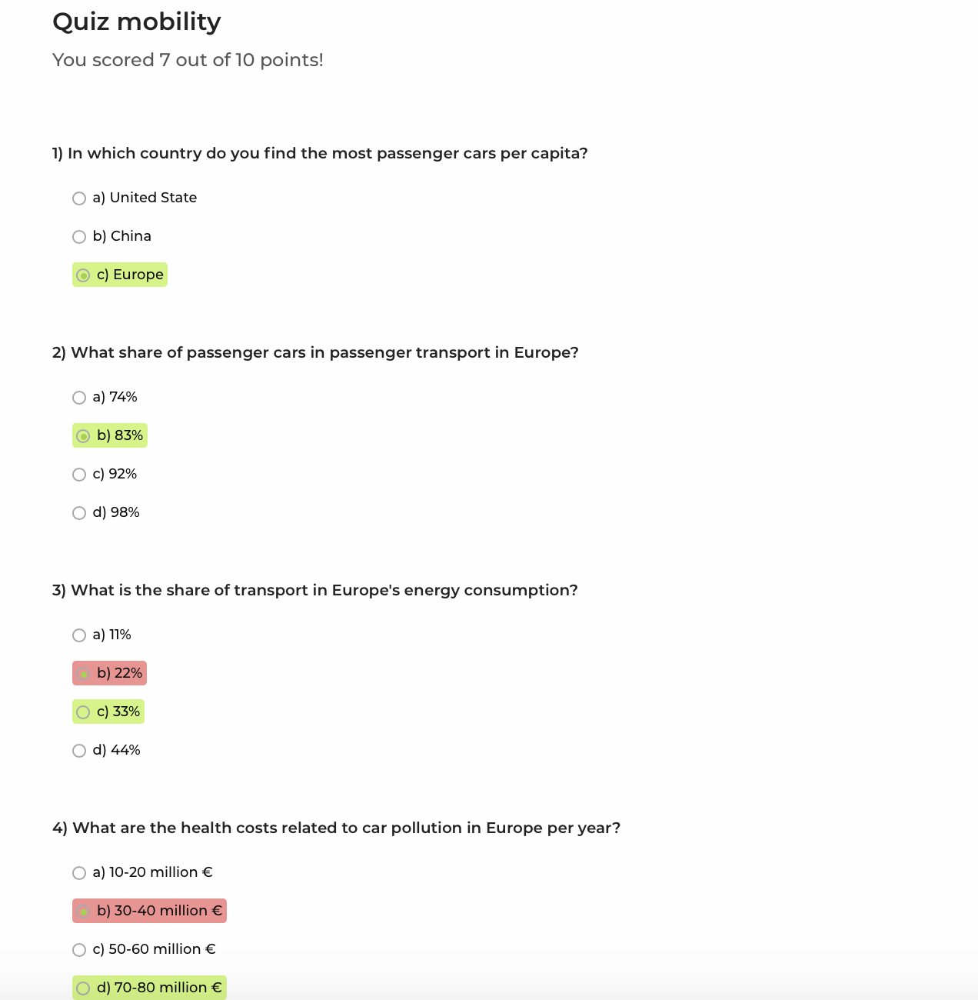 Quiz mobility
You scored 7 out of 10 points!
1) In which country do you find the most passenger cars per capita?
a) United State
b) China
c) Europe
2) What share of passenger cars in passenger transport in Europe?
a) 74%
b) 83%
c) 92%
d) 98%
3) What is the share of transport in Europe's energy consumption?
a) 11%
b) 22%
c) 33%
d) 44%
4) What are the health costs related to car pollution in Europe per year?
a) 10-20 million €
b) 30-40 million €
c) 50-60 million €
d) 70-80 million €